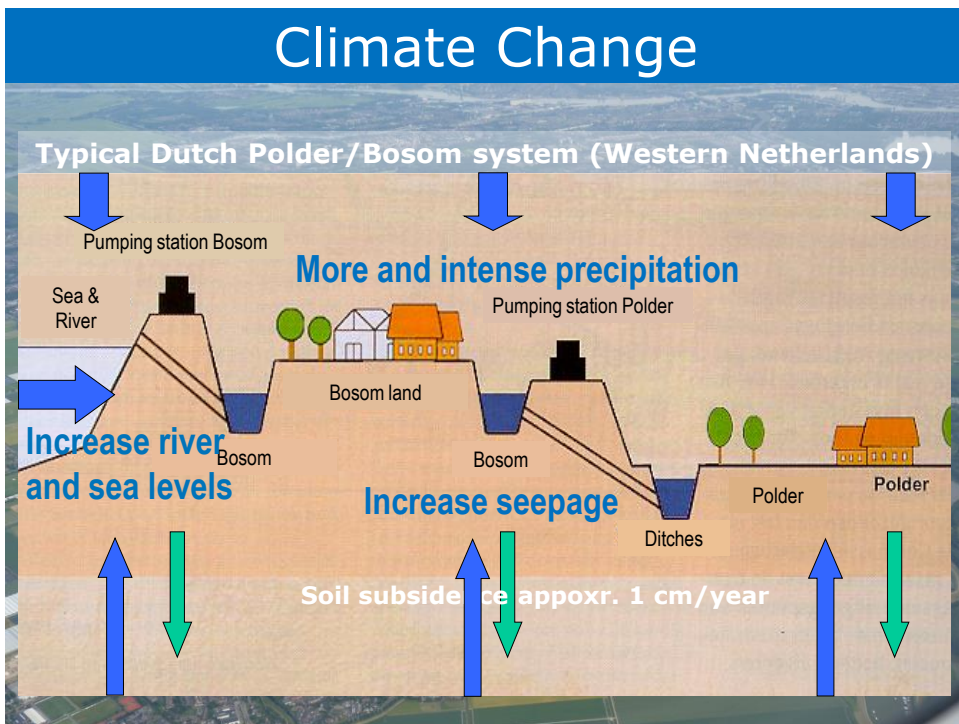 Climate Change
Typical Dutch Polder/Bosom system (Western Netherlands)
Pumping station Bosom
More and intense precipitation
Sea &
River
Pumping station Polder
Bosom land
Increase river
and sea levels
Bosom
Bosom
Increase seepage
Polder
Polder
Ditches
Soil subside ce appoxr. 1 cm/year